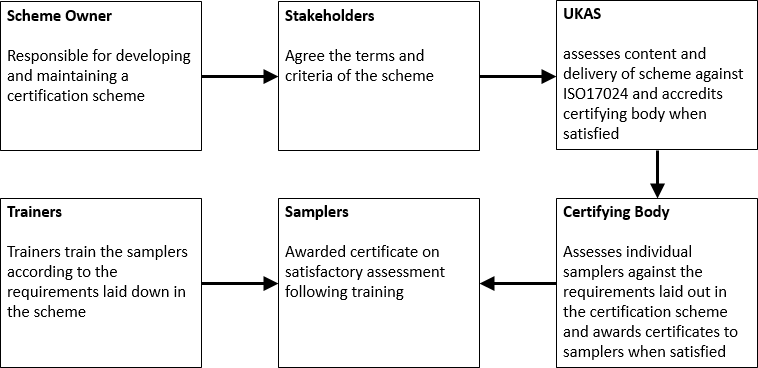 Scheme Owner
Responsible for developing
and maintaining a
certification scheme
Stakeholders
Agree the terms and
criteria of the scheme
UKAS
assesses content and
delivery of scheme against
ISO17024 and accredits
certifying body when
satisfied
Trainers
Trainers train the samplers
according to the
requirements laid down in
the scheme
Samplers
Awarded certificate on
satisfactory assessment
following training
Certifying Body
Assesses individual
samplers against the
requirements laid out in
the certification scheme
and awards certificates to
samplers when satisfied